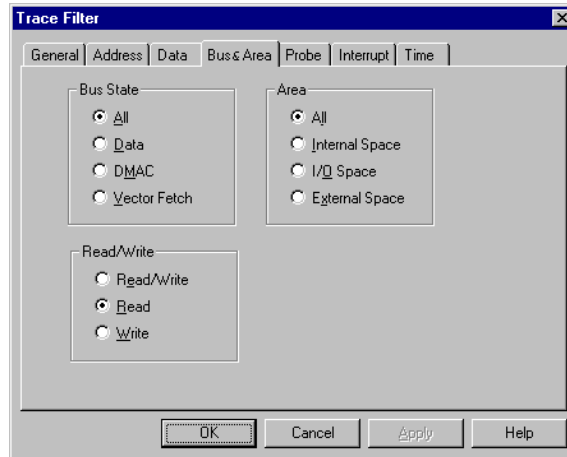 Trace Filter
General Address Data Bus & Area Probe Interrupt Time
Bus State
All
Data
DMAC
Vector Fetch
Area
All
Internal Space
I/O Space
External Space
Read/Write
Read/Write
Read
Write
OK Cancel Apply Help